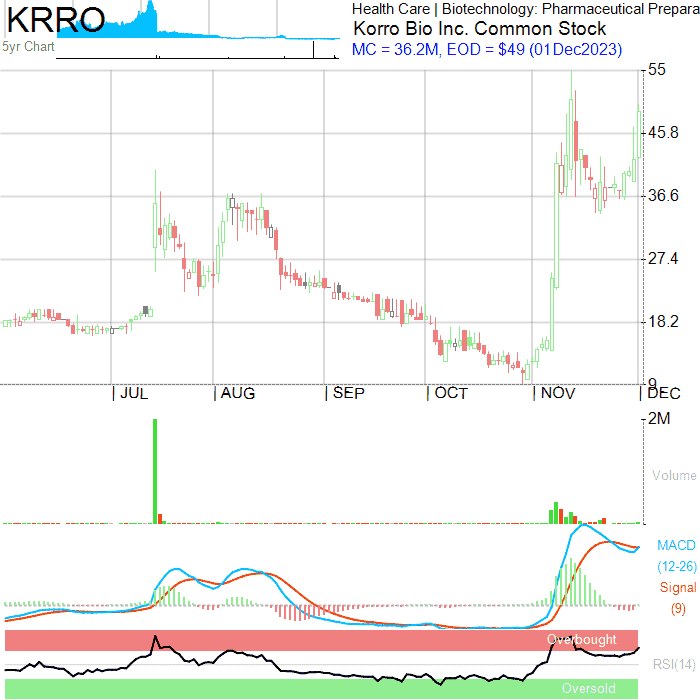 KRRO
5yr Chart
Health Care | Biotechnology: Pharmaceutical Prepara
Korro Bio Inc. Common Stock
MC = 36.2M, EOD = $49 (01Dec2023)
55
45.8
36.6
27.4
18.2
9
| JUL | AUG | SEP | OCT | NOV | DEC
2M
Volume
MACD
(12-26)
Signal
(9)
Overbought
RSI(14)
Oversold